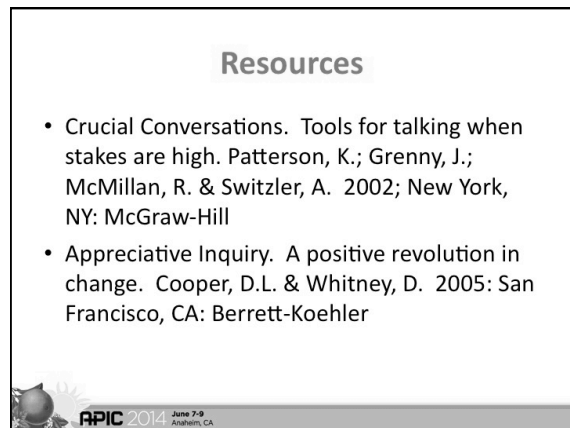 Resources
• Crucial Conversations.  Tools for talking when
stakes are high. Patterson, K.; Grenny, J.;
McMillan, R. & Switzler, A.  2002; New York,
NY: McGraw-Hill
• Appreciative Inquiry.  A positive revolution in
change.  Cooper, D.L. & Whitney, D.  2005: San
Francisco, CA: Berrett-Koehler
APIC 2014 June 7-9
Anaheim, CA